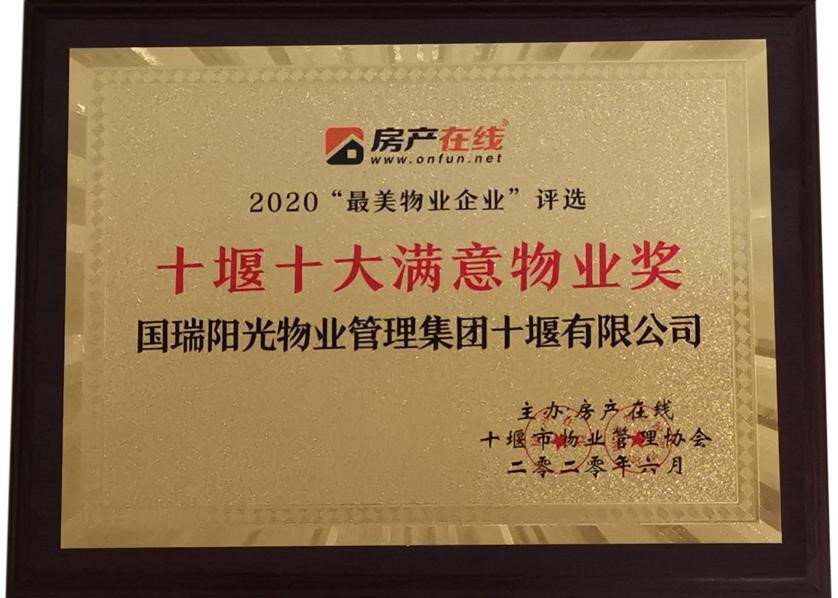 房产在线
www.onfun.net
2020“最美物业企业”评选
十堰十大满意物业奖
国瑞阳光物业管理集团十堰有限公司
主办:房产在线
十堰市物业管理协会
二零二零年六月